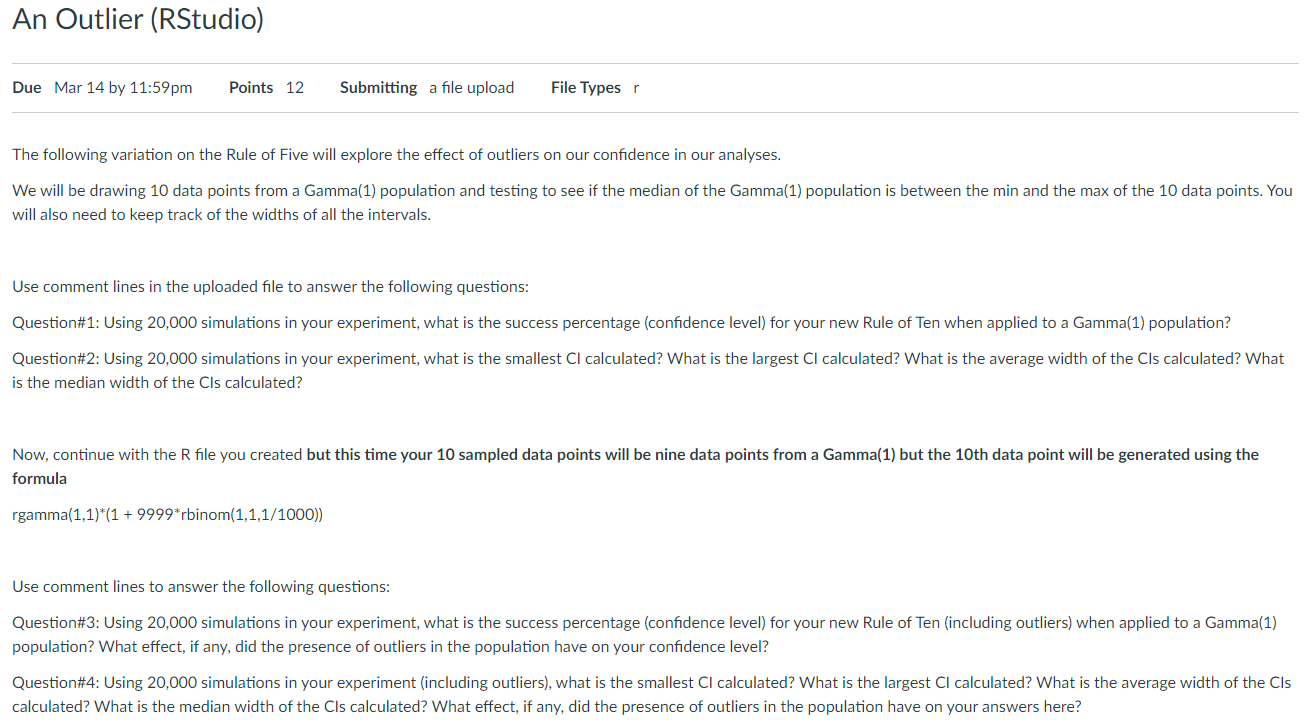 An Outlier (RStudio)
Due Mar 14 by 11:59pm Points 12 Submitting a file upload File Types r
The following variation on the Rule of Five will explore the effect of outliers on our confidence in our analyses.
We will be drawing 10 data points from a Gamma(1) population and testing to see if the median of the Gamma(1) population is between the min and the max of the 10 data points. You
will also need to keep track of the widths of all the intervals.
Use comment lines in the uploaded file to answer the following questions:
Question#1: Using 20,000 simulations in your experiment, what is the success percentage (confidence level) for your new Rule of Ten when applied to a Gamma(1) population?
Question#2: Using 20,000 simulations in your experiment, what is the smallest CI calculated? What is the largest CI calculated? What is the average width of the CIs calculated? What
is the median width of the CIs calculated?
Now, continue with the R file you created but this time your 10 sampled data points will be nine data points from a Gamma(1) but the 10th data point will be generated using the
formula
rgamma(1,1)*(1 + 9999*rbinom(1,1,1/1000))
Use comment lines to answer the following questions:
Question#3: Using 20,000 simulations in your experiment, what is the success percentage (confidence level) for your new Rule of Ten (including outliers) when applied to a Gamma(1)
population? What effect, if any, did the presence of outliers in the population have on your confidence level?
Question#4: Using 20,000 simulations in your experiment (including outliers), what is the smallest CI calculated? What is the largest CI calculated? What is the average width of the CIs
calculated? What is the median width of the CIs calculated? What effect, if any, did the presence of outliers in the population have on your answers here?